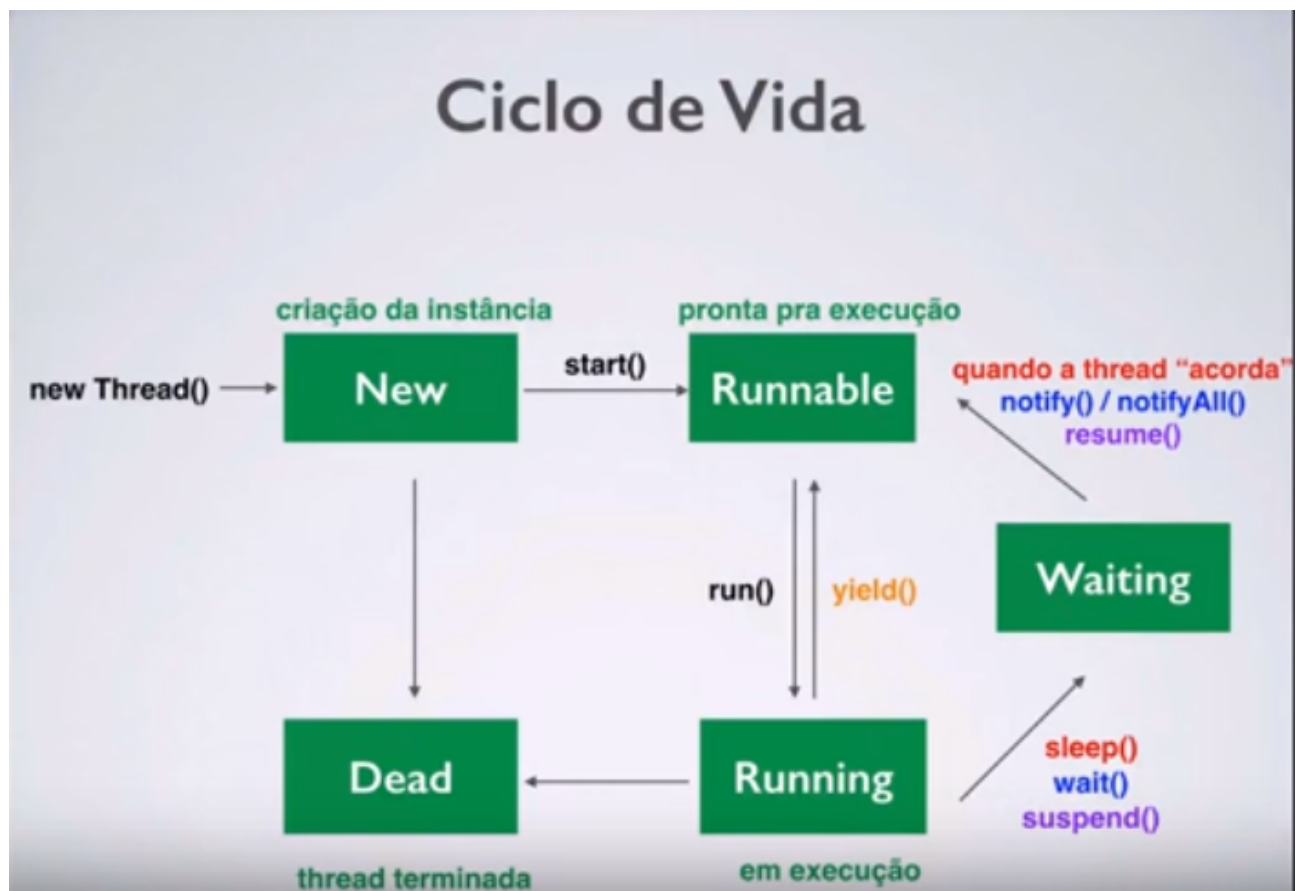 Ciclo de Vida
criação da instância
pronta pra execução
new Thread()
New
start()
Runnable
quando a thread “acorda”
notify() / notifyAll()
resume()
run()
yield()
Waiting
Dead
Running
sleep()
wait()
suspend()
thread terminada
em execução